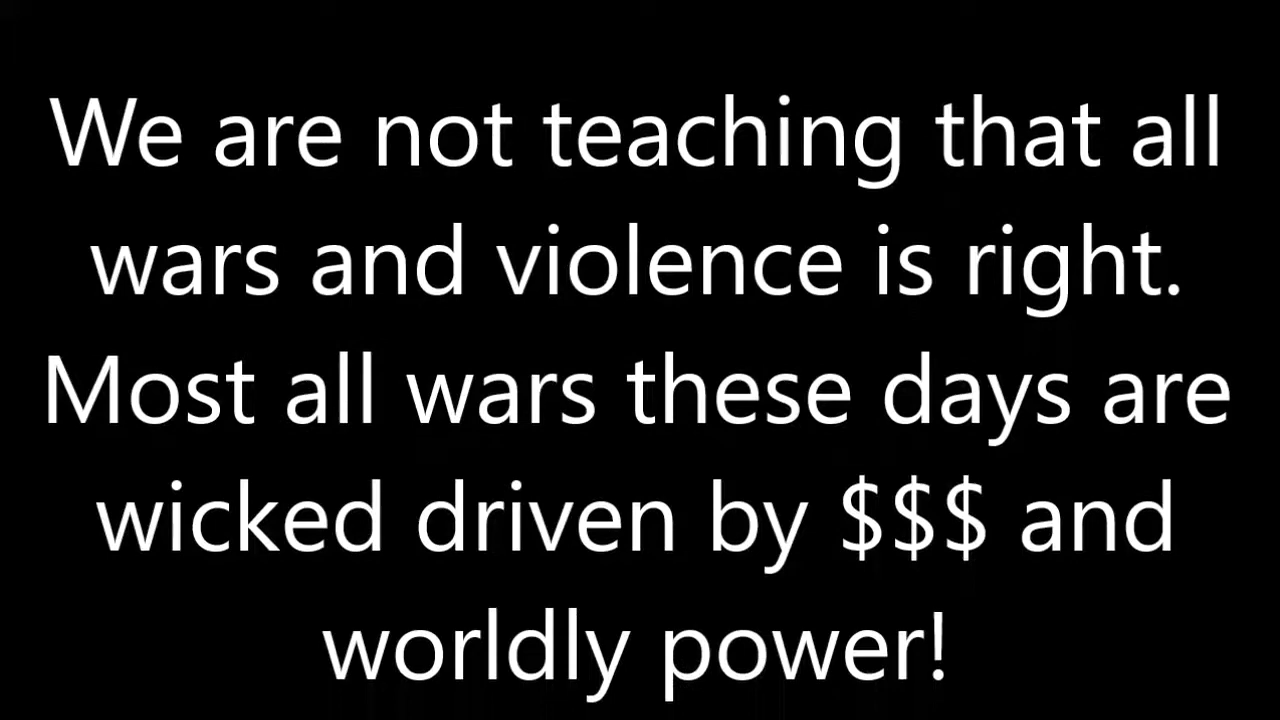 We are not teaching that all
wars and violence is right.
Most all wars these days are
wicked driven by $$$ and
worldly power!